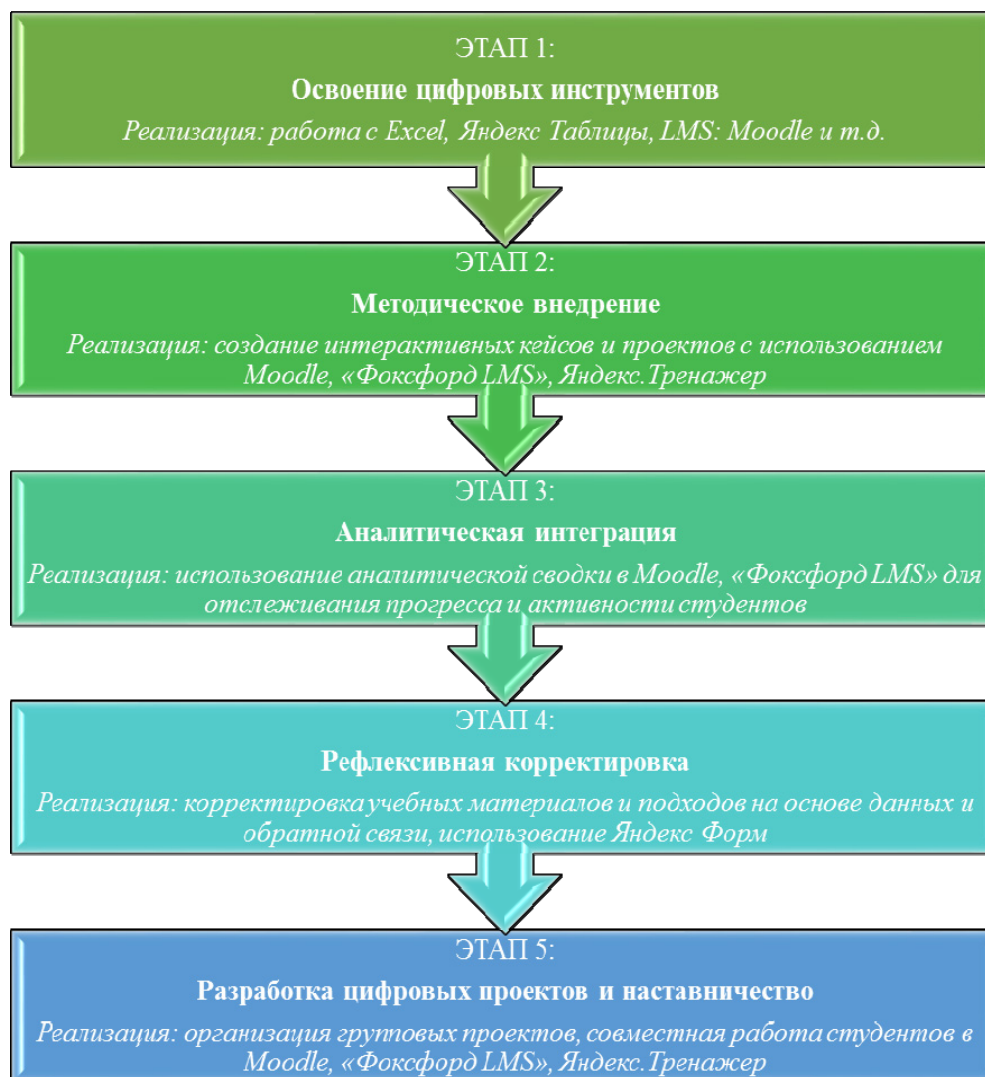 ЭТАП 1:
Освоение цифровых инструментов
Реализация: работа с Excel, Яндекс Таблицы, LMS: Moodle и т.д.
ЭТАП 2:
Методическое внедрение
Реализация: создание интерактивных кейсов и проектов с использованием
Moodle, «Фоксфорд LMS», Яндекс.Тренажер
ЭТАП 3:
Аналитическая интеграция
Реализация: использование аналитической сводки в Moodle, «Фоксфорд LMS» для
отслеживания прогресса и активности студентов
ЭТАП 4:
Рефлексивная корректировка
Реализация: корректировка учебных материалов и подходов на основе данных и
обратной связи, использование Яндекс Форм
ЭТАП 5:
Разработка цифровых проектов и наставничество
Реализация: организация групповых проектов, совместная работа студентов в
Moodle, «Фоксфорд LMS», Яндекс.Тренажер